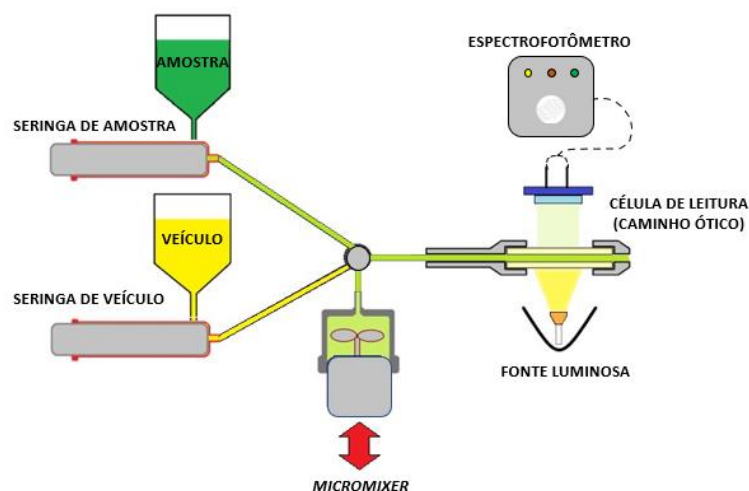 ESPECTROFOTÔMETRO
AMOSTRA
SERINGA DE AMOSTRA
CÉLULA DE LEITURA
(CAMINHO ÓTICO)
VEÍCULO
SERINGA DE VEÍCULO
FONTE LUMINOSA
MICROMIXER